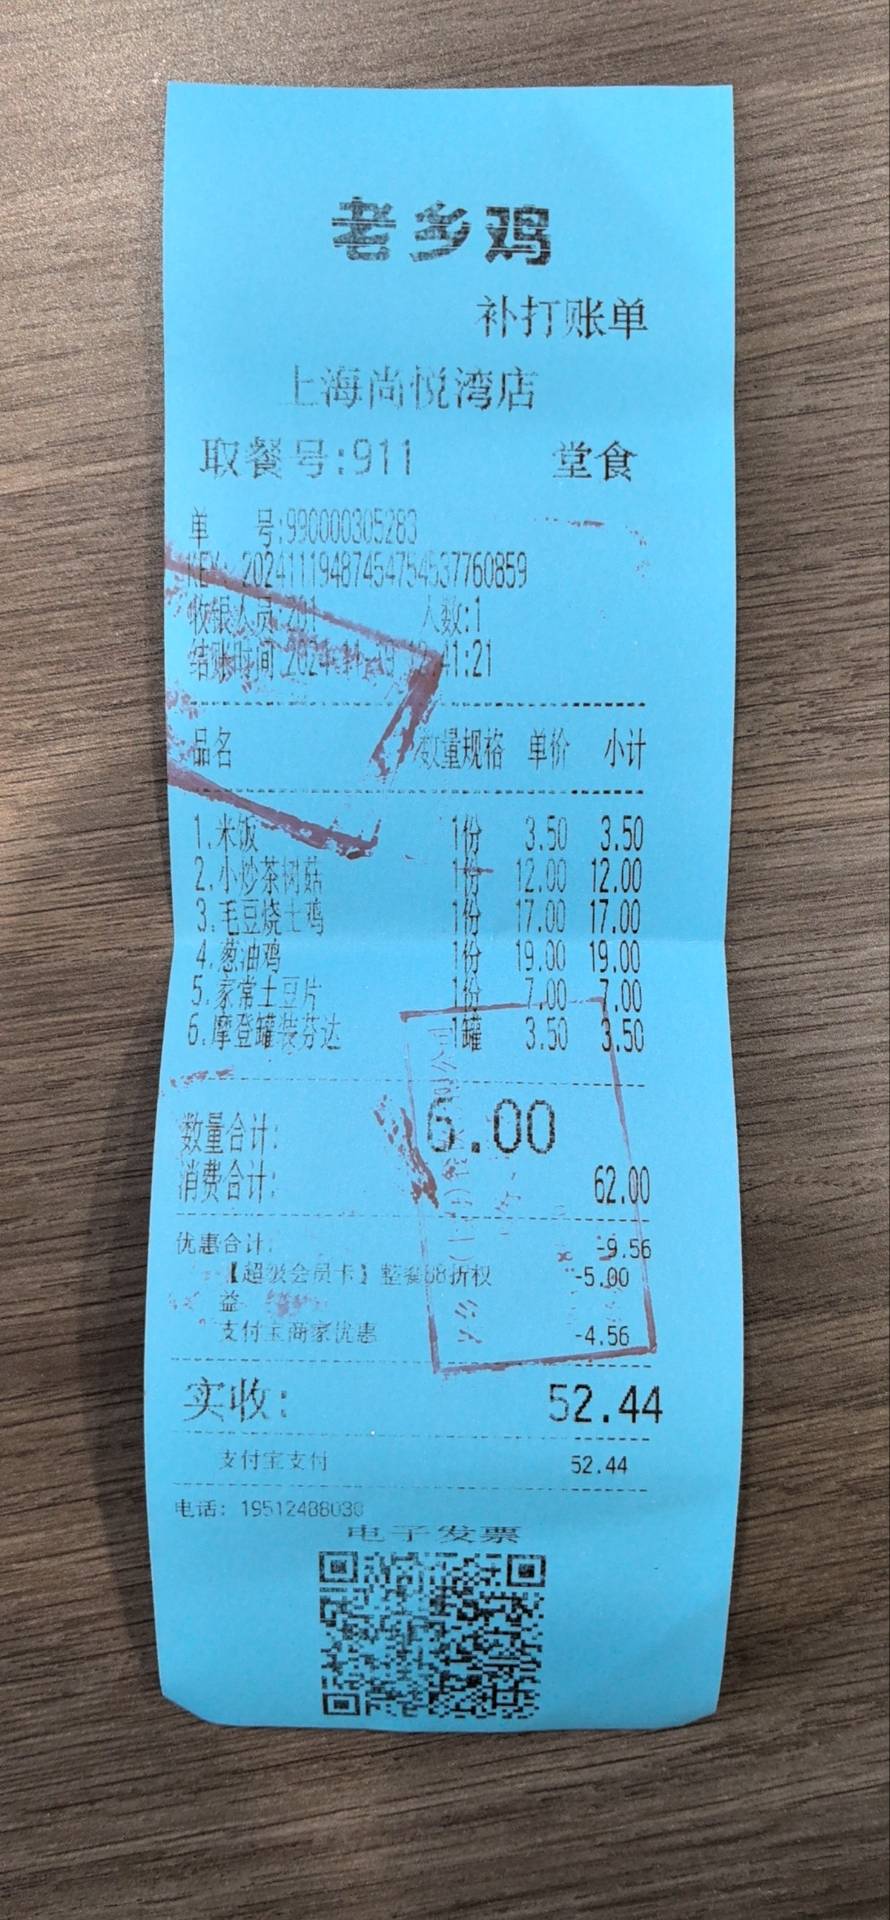 老乡鸡
补打账单
上海尚悦湾店
取餐号:911 堂食
单 号:990000305283
KEY: 20241119487454754537760859
收银人员:201 人数:1
结账时间:2024-11-19 12:41:21
品名 数量规格 单价 小计
1.米饭 1份 3.50 3.50
2.小炒茶树菇 1份 12.00 12.00
3.毛豆烧土鸡 1份 17.00 17.00
4.葱油鸡 1份 19.00 19.00
5.家常土豆片 1份 7.00 7.00
6.摩登罐装芬达 1罐 3.50 3.50
数量合计: 6.00
消费合计: 62.00
优惠合计: -9.56
【超级会员卡】整餐88折权 -5.00
益
支付宝商家优惠 -4.56
实收: 52.44
支付宝支付 52.44
电话: 19512488030
电子发票